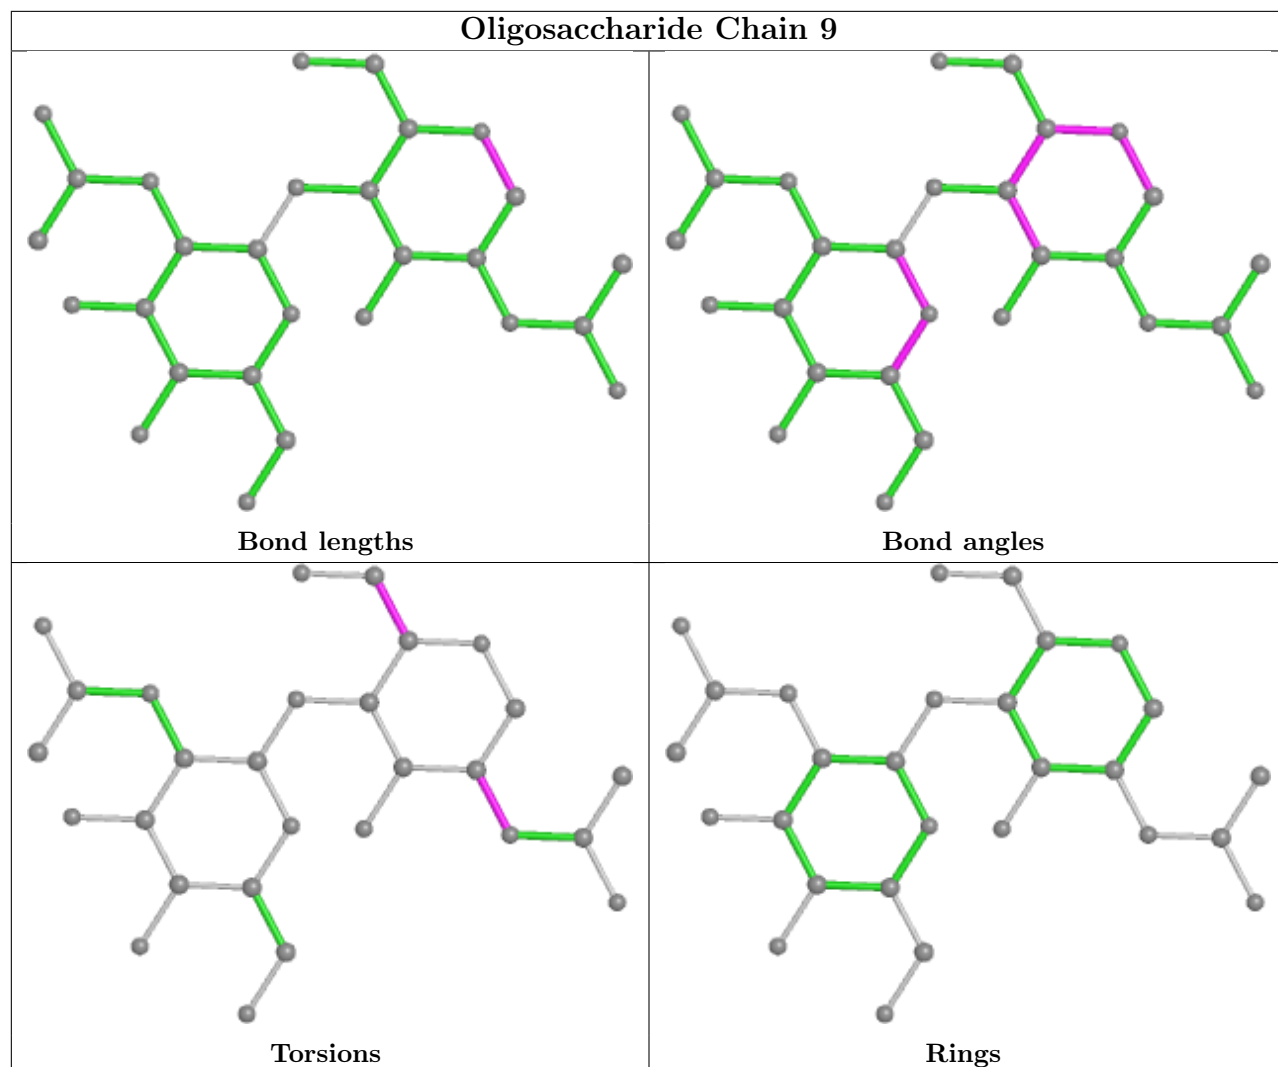 Oligosaccharide Chain 9
Bond lengths
Bond angles
Torsions
Rings